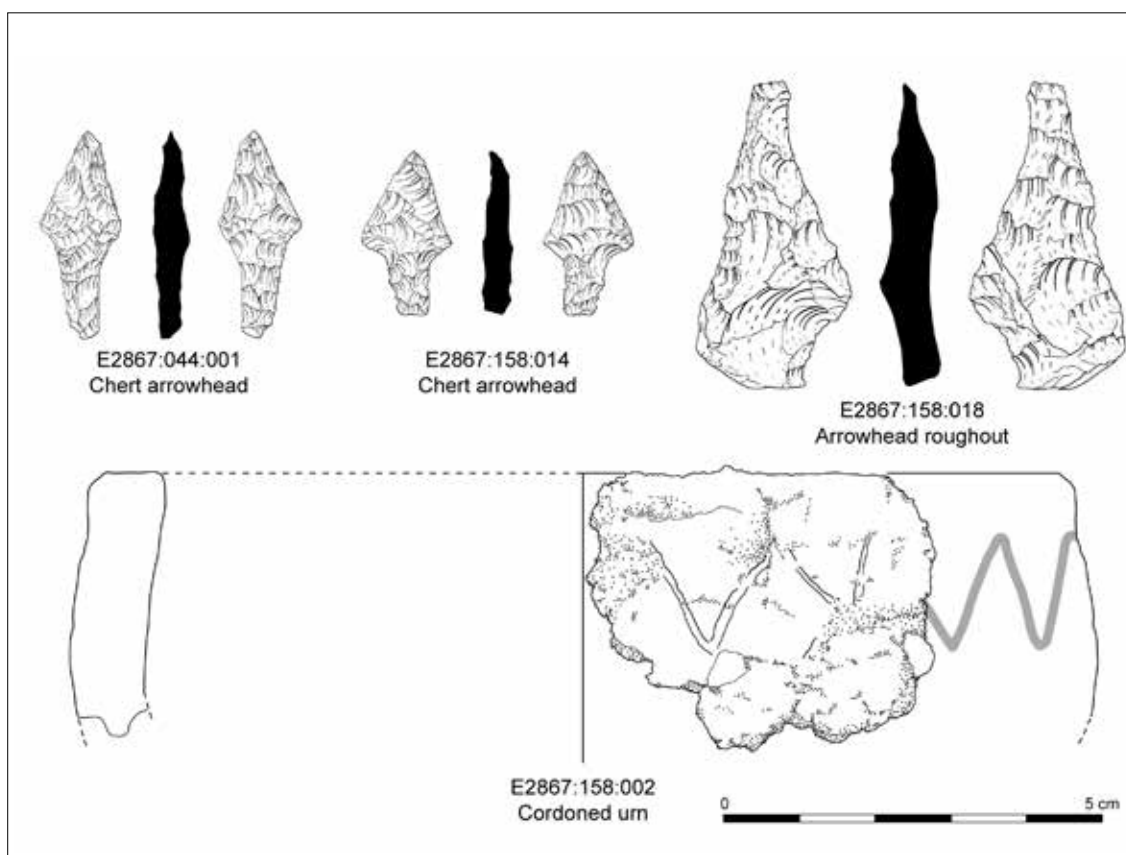 E2867:044:001
Chert arrowhead
E2867:158:014
Chert arrowhead
E2867:158:018
Arrowhead roughout
E2867:158:002
Cordoned urn
0 5 cm